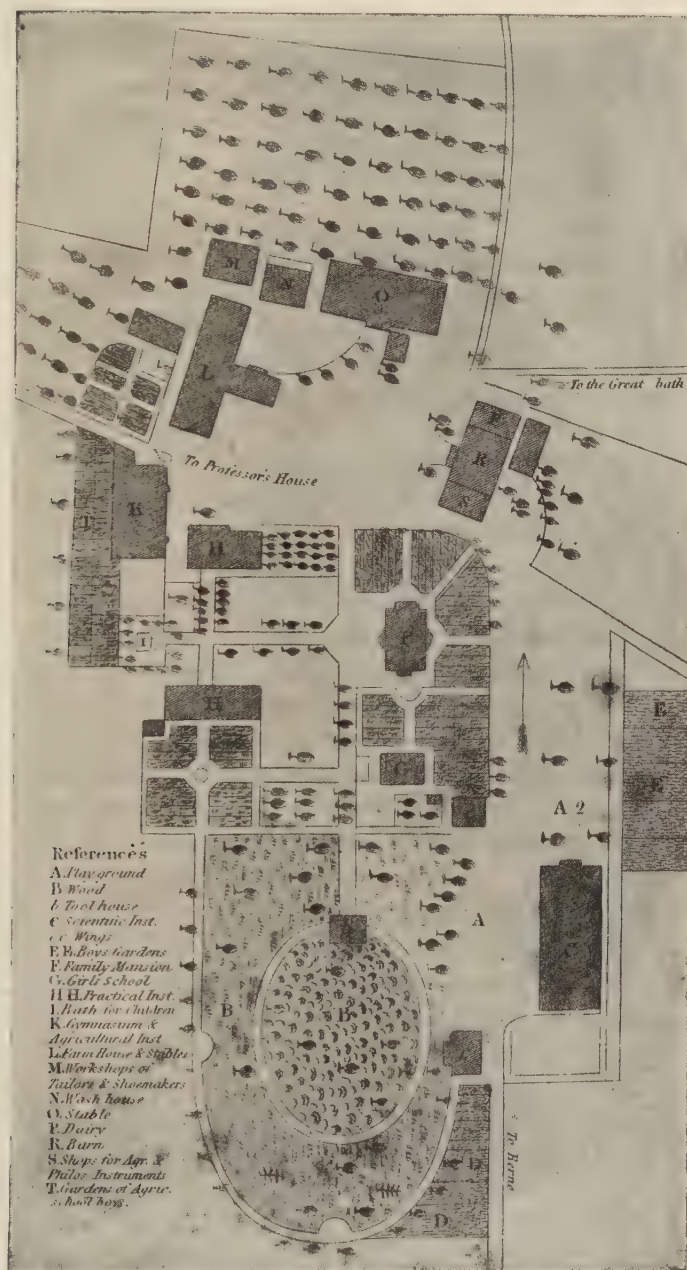 M
N
O
L
To the Great bath
P
R
S
To Professor's House
T
K
H
I
F
H
E
E
G
A 2
A
B
B
To Berne
D
D
References
A. Play ground
B Wood
b Tool house
C Scientific Inst.
c c Wings
E E. Boys Gardens
F. Family Mansion
G. Girls School
H H. Practical Inst.
I. Bath for Children
K. Gymnasium &
Agricultural Inst
L. Farm House & Stables
M. Workshops of
Tailors & Shoemakers
N. Wash house
O. Stable
P. Dairy
R. Barn
S. Shops for Agr. &
Philos Instruments
T. Gardens of Agric.
school boys.